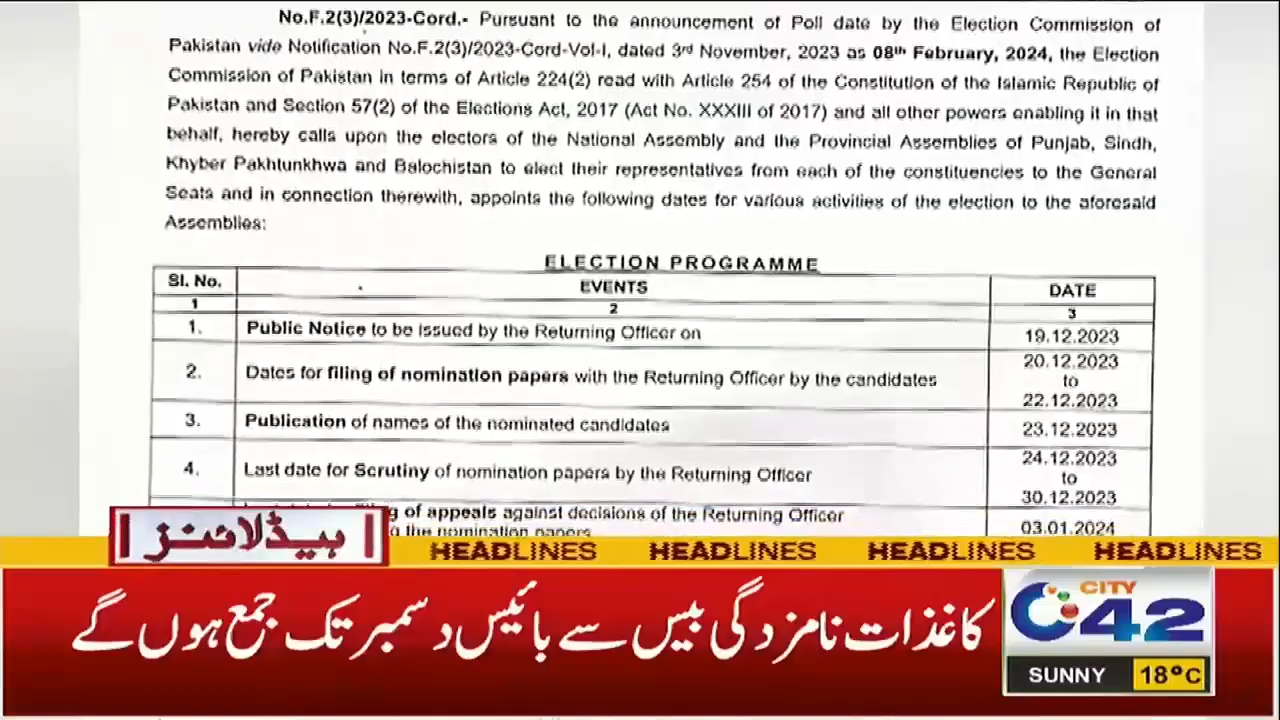 No.F.2(3)/2023-Cord.- Pursuant to the announcement of Poll date by the Election Commission of
Pakistan vide Notification No.F.2(3)/2023-Cord-Vol-I, dated 3rd November, 2023 as 08th February, 2024, the Election
Commission of Pakistan in terms of Article 224(2) read with Article 254 of the Constitution of the Islamic Republic of
Pakistan and Section 57(2) of the Elections Act, 2017 (Act No. XXXIII of 2017) and all other powers enabling it in that
behalf, hereby calls upon the electors of the National Assembly and the Provincial Assemblies of Punjab, Sindh,
Khyber Pakhtunkhwa and Balochistan to elect their representatives from each of the constituencies to the General
Seats and in connection therewith, appoints the following dates for various activities of the election to the aforesaid
Assemblies:
ELECTION PROGRAMME
Sl. No. EVENTS DATE
1 2 3
1. Public Notice to be issued by the Returning Officer on 19.12.2023
2. Dates for filing of nomination papers with the Returning Officer by the candidates 20.12.2023
to
22.12.2023
3. Publication of names of the nominated candidates 23.12.2023
4. Last date for Scrutiny of nomination papers by the Returning Officer 24.12.2023
to
30.12.2023
of appeals against decisions of the Returning Officer
the nomination papers 03.01.2024
ہیڈلائنز
HEADLINES HEADLINES HEADLINES HEADLINES
کاغذات نامزدگی بیس سے بائیس دسمبر تک جمع ہوں گے
CITY
42
SUNNY 18°C